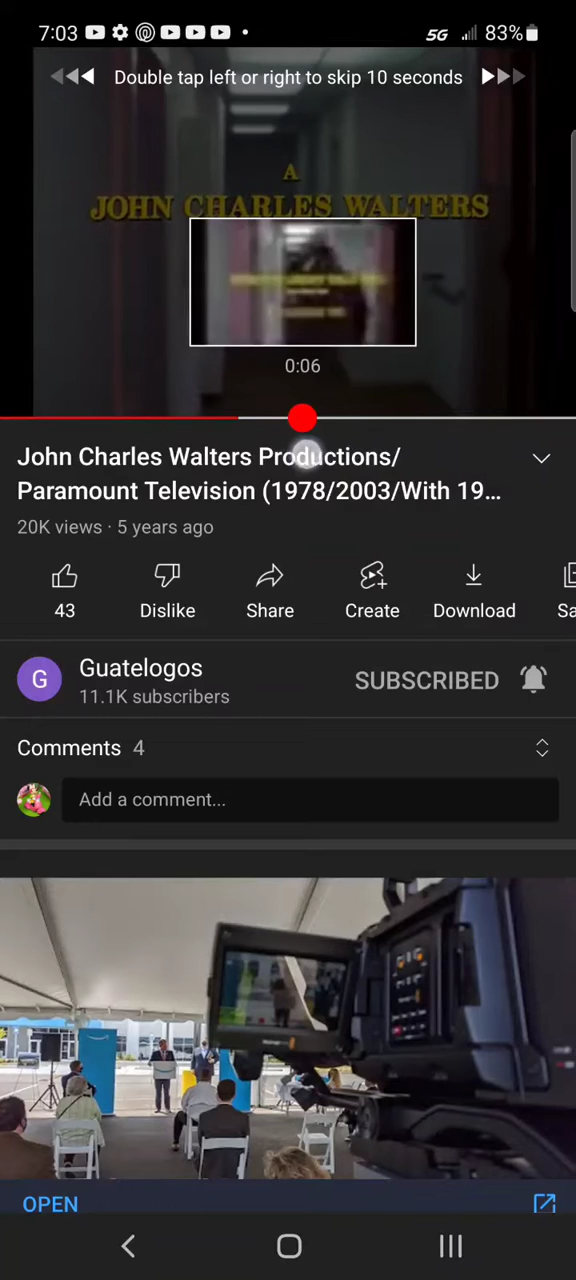 7:03
5G
83%
Double tap left or right to skip 10 seconds
A
JOHN CHARLES WALTERS
0:06
John Charles Walters Productions/
Paramount Television (1978/2003/With 19...
20K views · 5 years ago
43
Dislike
Share
Create
Download
Sa
G
Guatelogos
11.1K subscribers
SUBSCRIBED
Comments 4
Add a comment...
OPEN